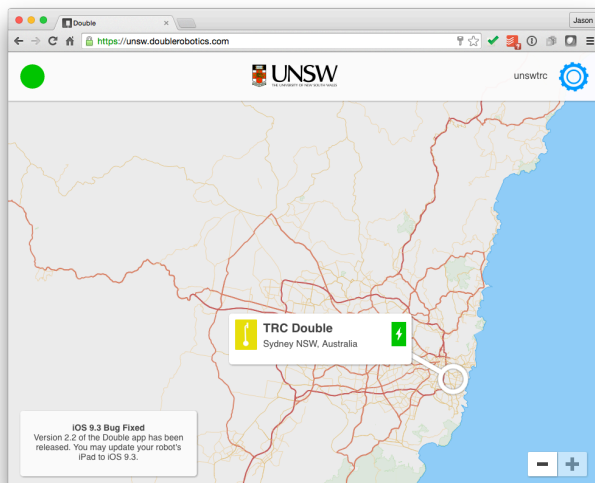 Double
Jason
https://unsw.doublerobotics.com
UNSW
THE UNIVERSITY OF NEW SOUTH WALES
unswtrc
TRC Double
Sydney NSW, Australia
iOS 9.3 Bug Fixed
Version 2.2 of the Double app has been
released. You may update your robot's
iPad to iOS 9.3.